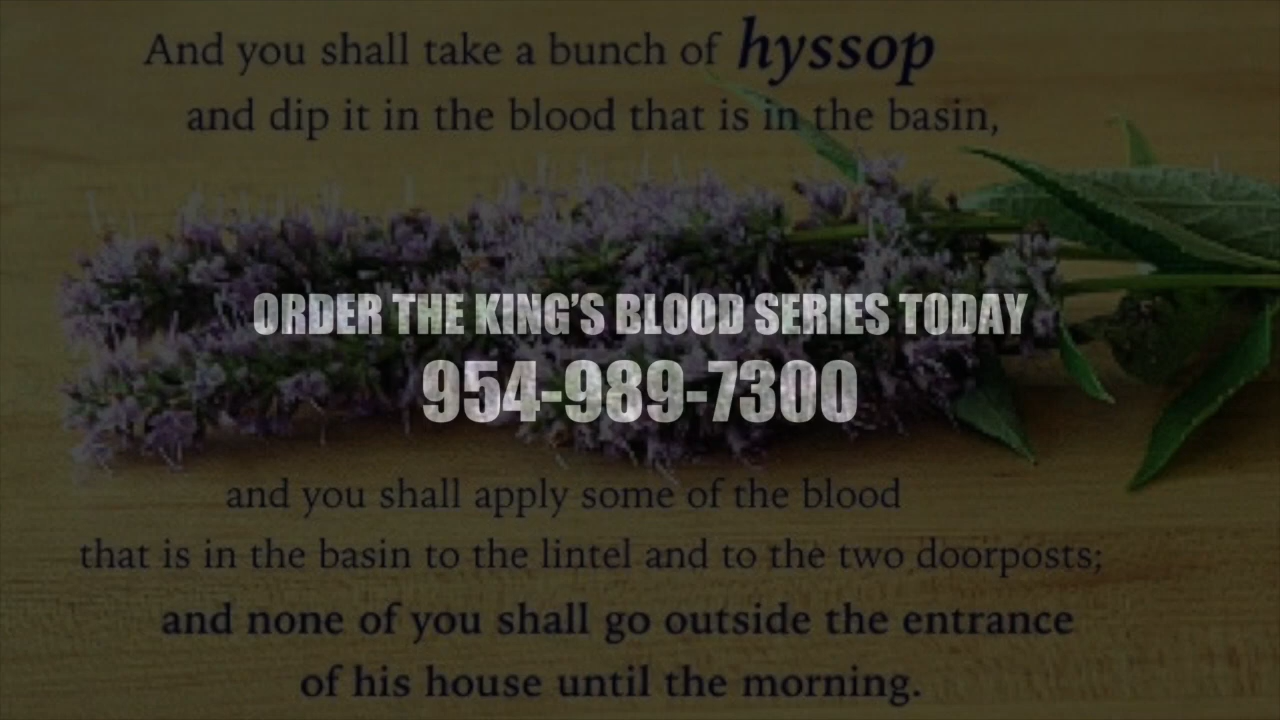 And you shall take a bunch of hyssop
and dip it in the blood that is in the basin,
ORDER THE KING'S BLOOD SERIES TODAY
954-989-7300
and you shall apply some of the blood
that is in the basin to the lintel and to the two doorposts;
and none of you shall go outside the entrance
of his house until the morning.